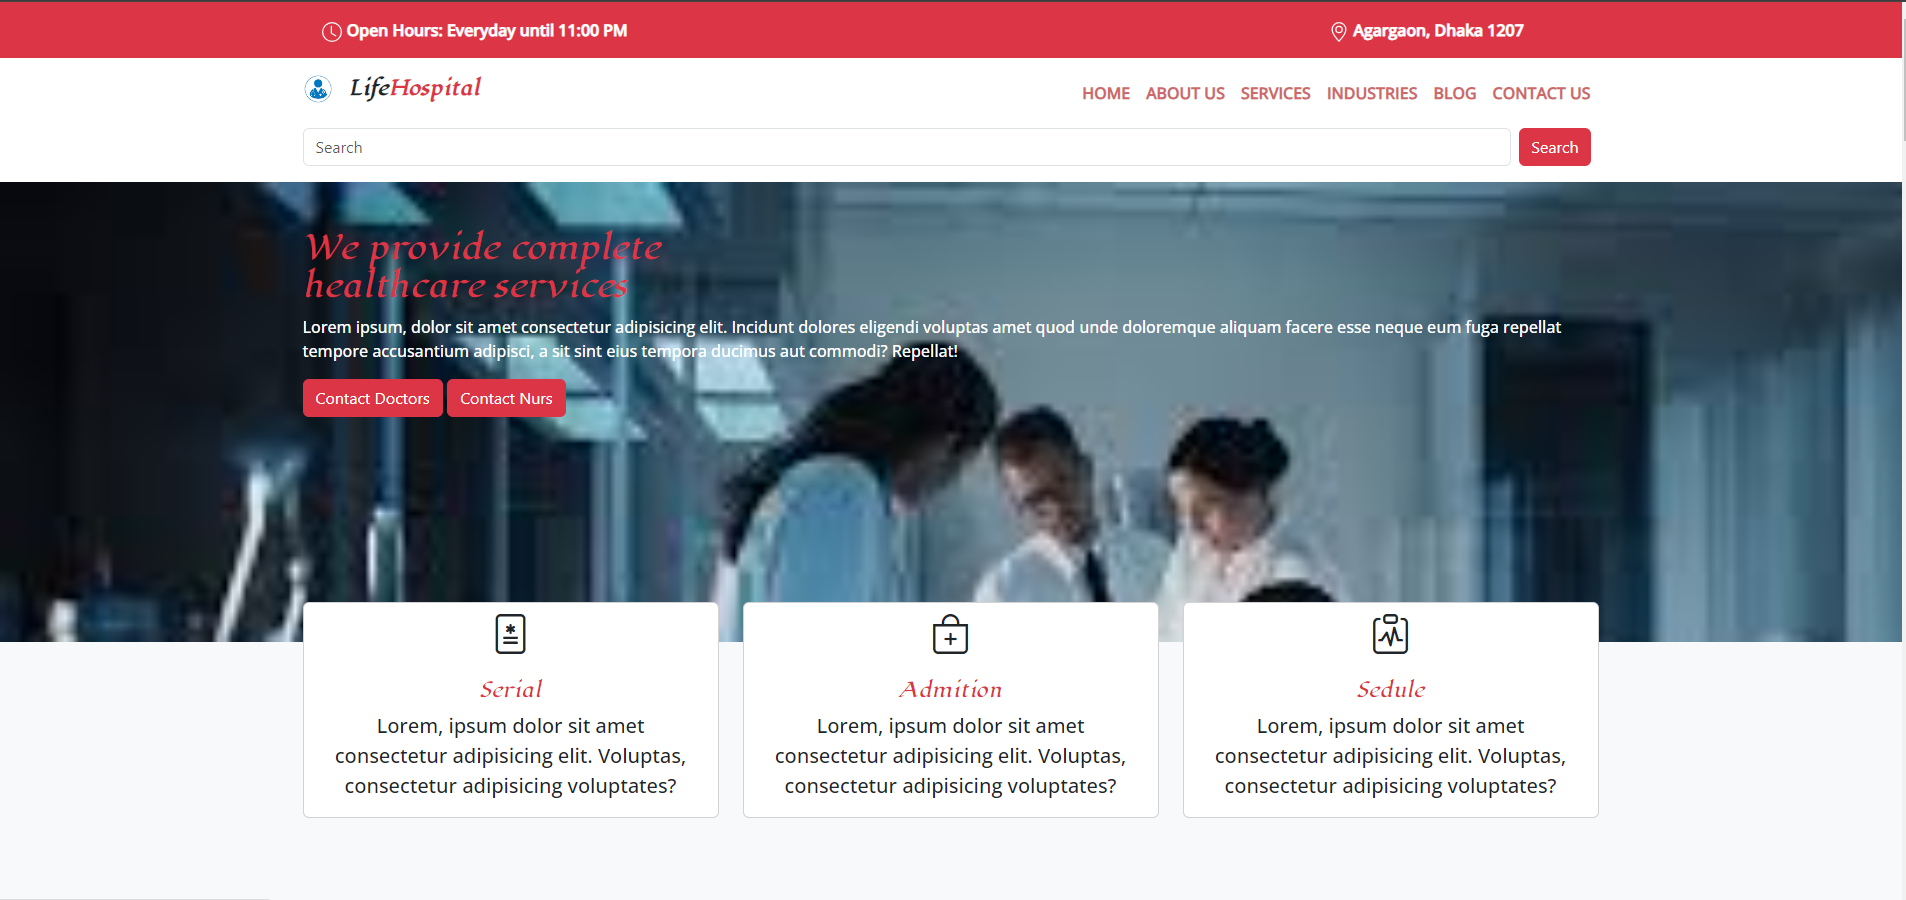 Open Hours: Everyday until 11:00 PM
Agargaon, Dhaka 1207
LifeHospital
HOME ABOUT US SERVICES INDUSTRIES BLOG CONTACT US
Search
Search
We provide complete
healthcare services
Lorem ipsum, dolor sit amet consectetur adipisicing elit. Incidunt dolores eligendi voluptas amet quod unde doloremque aliquam facere esse neque eum fuga repellat
tempore accusantium adipisci, a sit sint eius tempora ducimus aut commodi? Repellat!
Contact Doctors
Contact Nurs
Serial
Lorem, ipsum dolor sit amet
consectetur adipisicing elit. Voluptas,
consectetur adipisicing voluptates?
Admition
Lorem, ipsum dolor sit amet
consectetur adipisicing elit. Voluptas,
consectetur adipisicing voluptates?
Sedule
Lorem, ipsum dolor sit amet
consectetur adipisicing elit. Voluptas,
consectetur adipisicing voluptates?